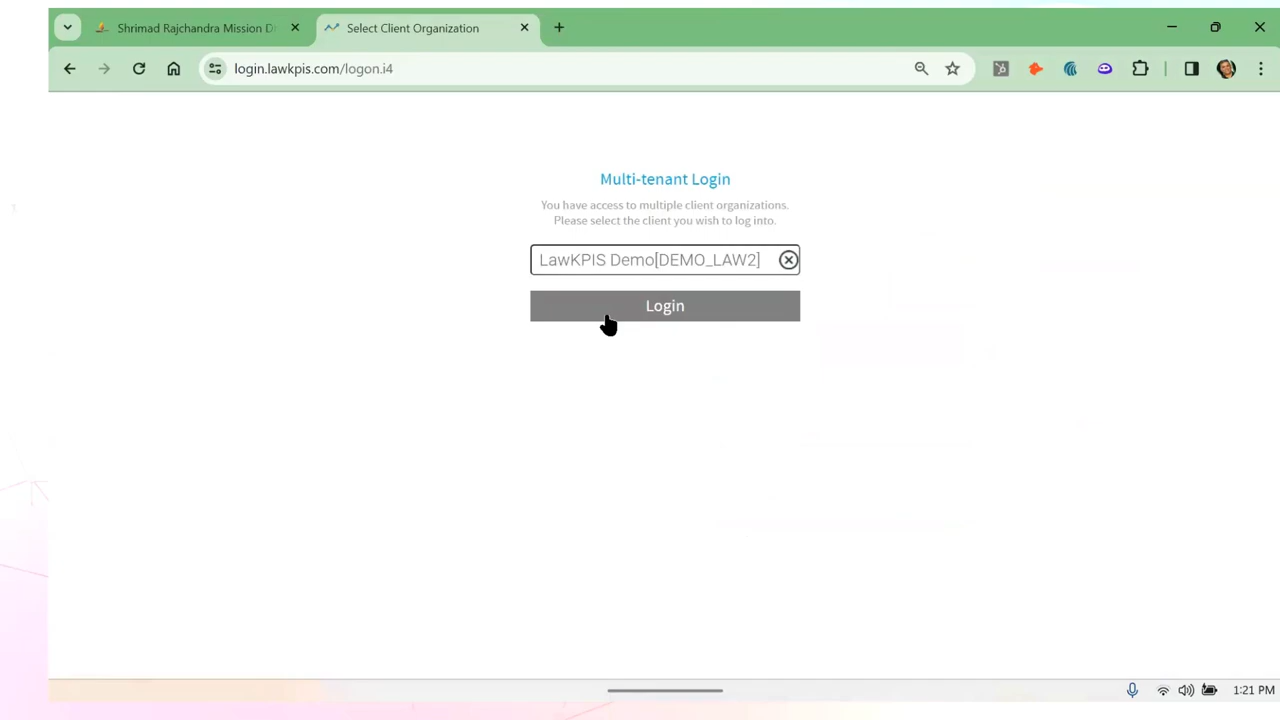 Shrimad Rajchandra Mission D
Select Client Organization
login.lawkpis.com/logon.i4
Multi-tenant Login
You have access to multiple client organizations.
Please select the client you wish to log into.
LawKPIS Demo[DEMO_LAW2]
Login
1:21 PM